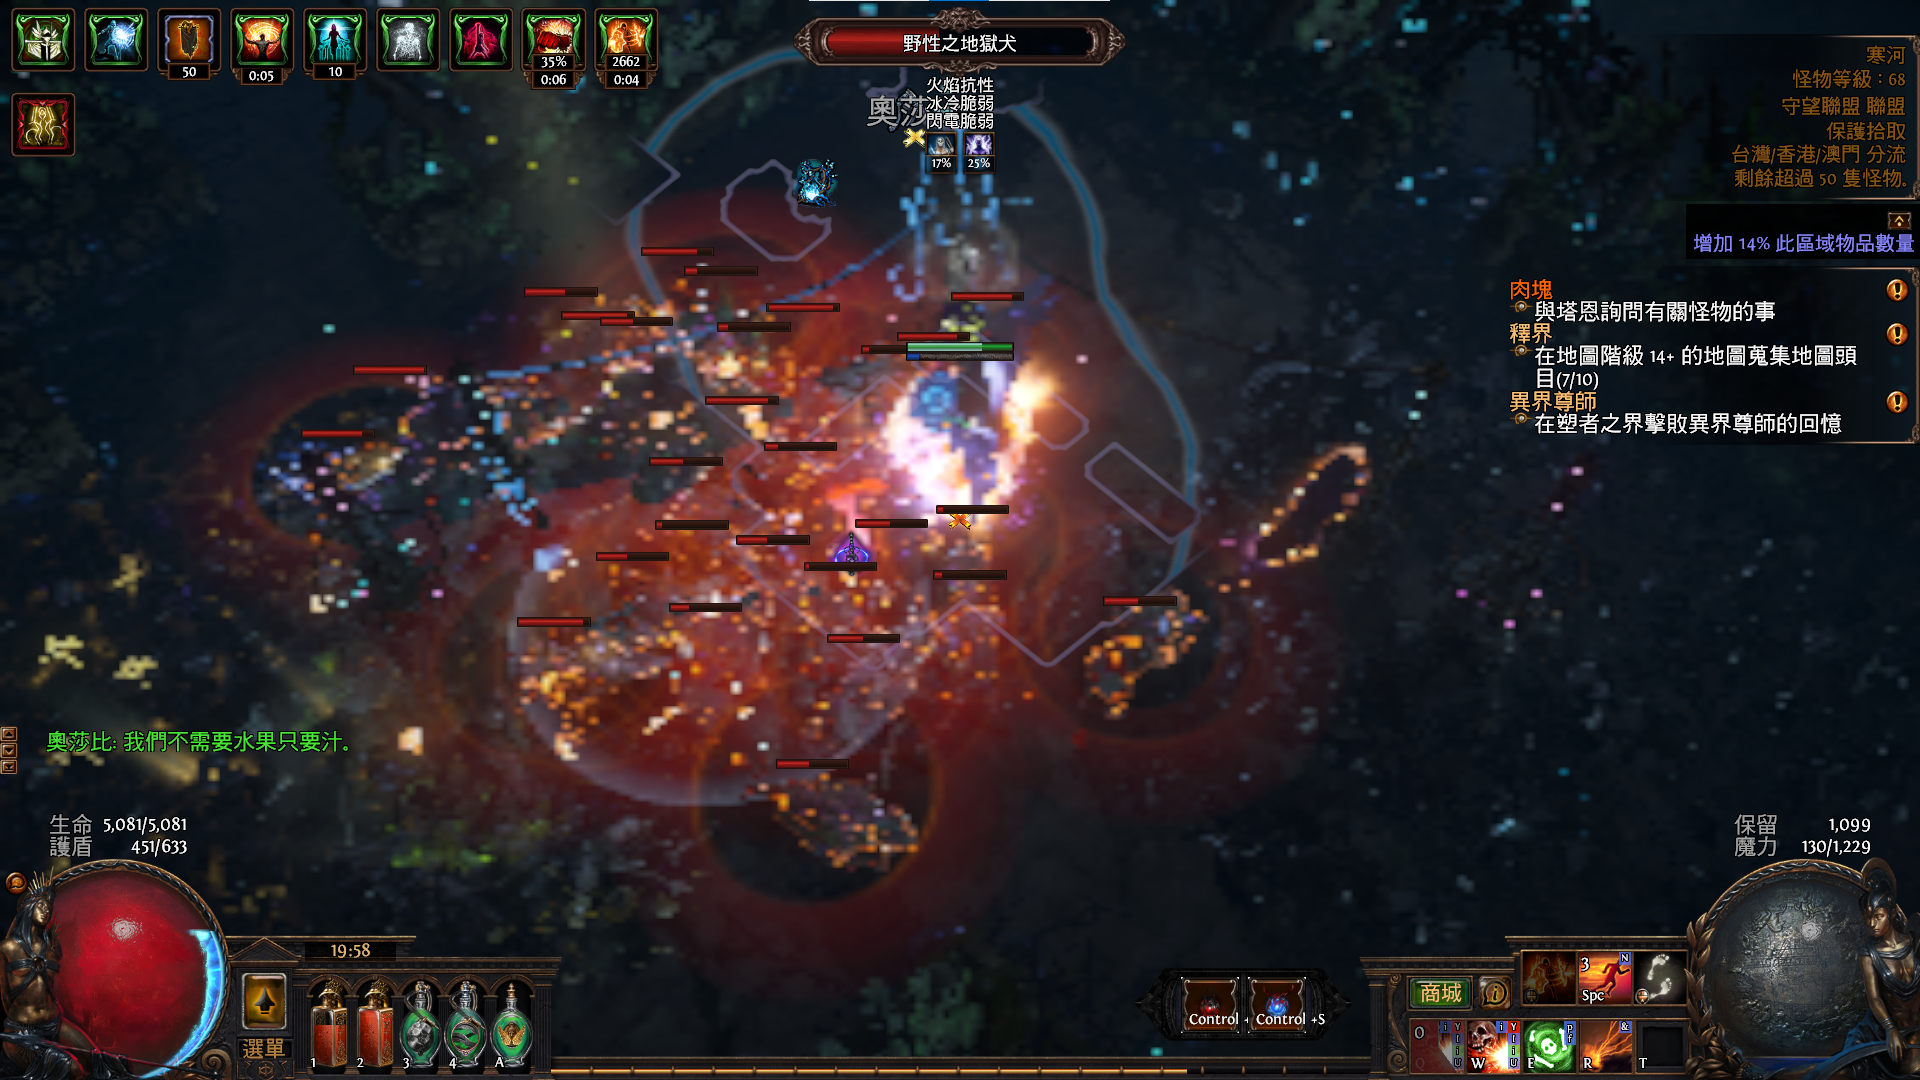 50
0:05
10
35%
0:06
2662
0:04
野性之地獄犬
火焰抗性
冰冷脆弱
閃電脆弱
奧莎
17%
25%
寒河
怪物等級：68
守望聯盟 聯盟
保護拾取
台灣/香港/澳門 分流
剩餘超過 50 隻怪物。
增加 14% 此區域物品數量
肉塊
與塔恩詢問有關怪物的事
釋界
在地圖階級 14+ 的地圖蒐集地圖頭
目(7/10)
異界尊師
在塑者之界擊敗異界尊師的回憶
奧莎比: 我們不需要水果只要汁。
生命 5,081/5,081
護盾 451/633
保留 1,099
魔力 130/1,229
19:58
選單
1
2
3
4
A
Control +
Control +S
商城
3
N
Spc
Q
W
E
R
T